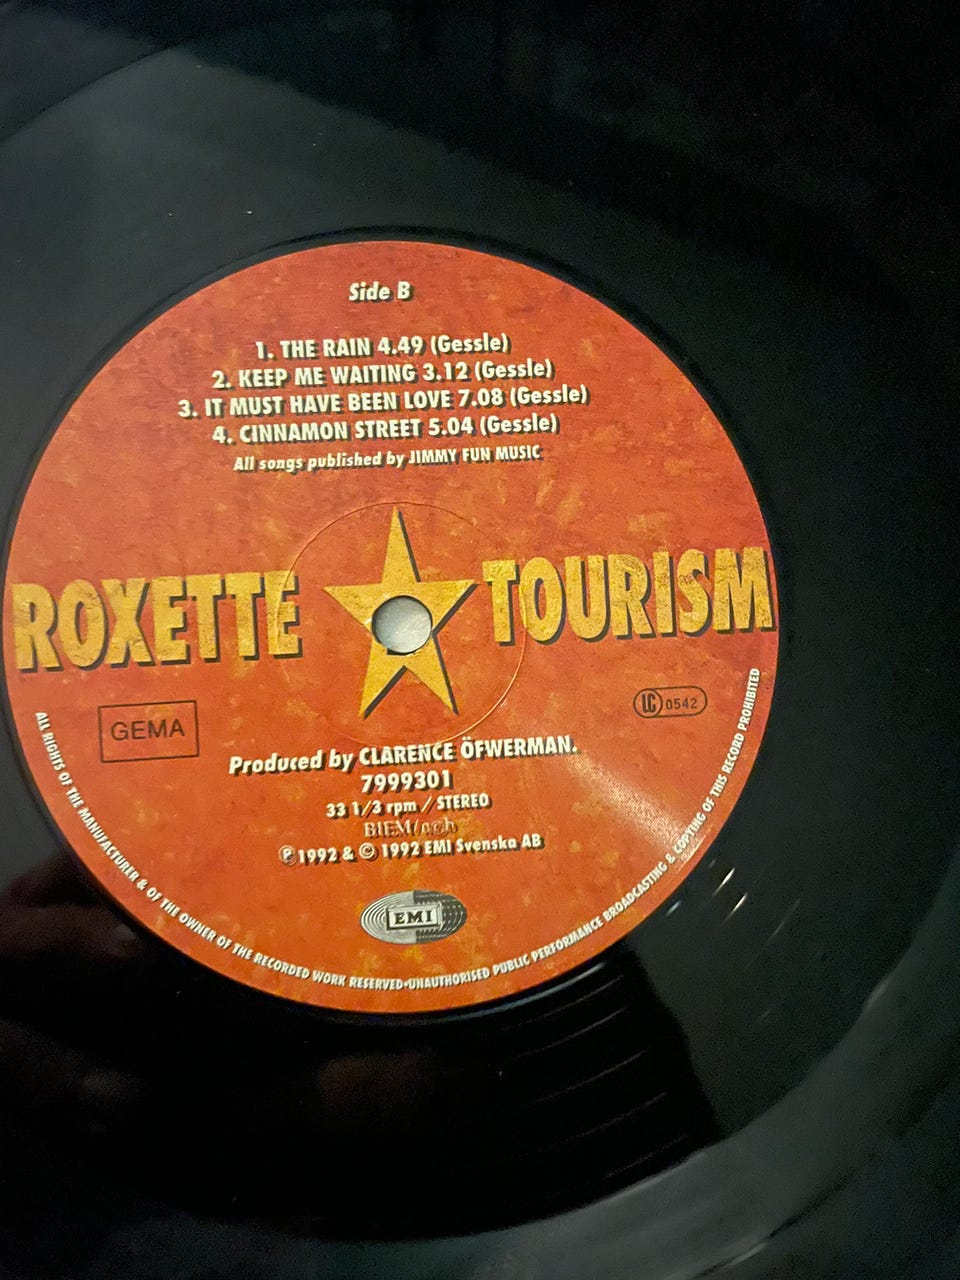 Side B
1. THE RAIN 4.49 (Gessle)
2. KEEP ME WAITING 3.12 (Gessle)
3. IT MUST HAVE BEEN LOVE 7.08 (Gessle)
4. CINNAMON STREET 5.04 (Gessle)
All songs published by JIMMY FUN MUSIC
ROXETTE TOURISM
GEMA
LC 0542
Produced by CLARENCE ÖFWERMAN.
7999301
33 1/3 rpm / STEREO
BIEM/ncb
℗ 1992 & © 1992 EMI Svenska AB
EMI
ALL RIGHTS OF THE MANUFACTURER & OF THE OWNER OF THE RECORDED WORK RESERVED•UNAUTHORISED PUBLIC PERFORMANCE BROADCASTING & COPYING OF THIS RECORD PROHIBITED